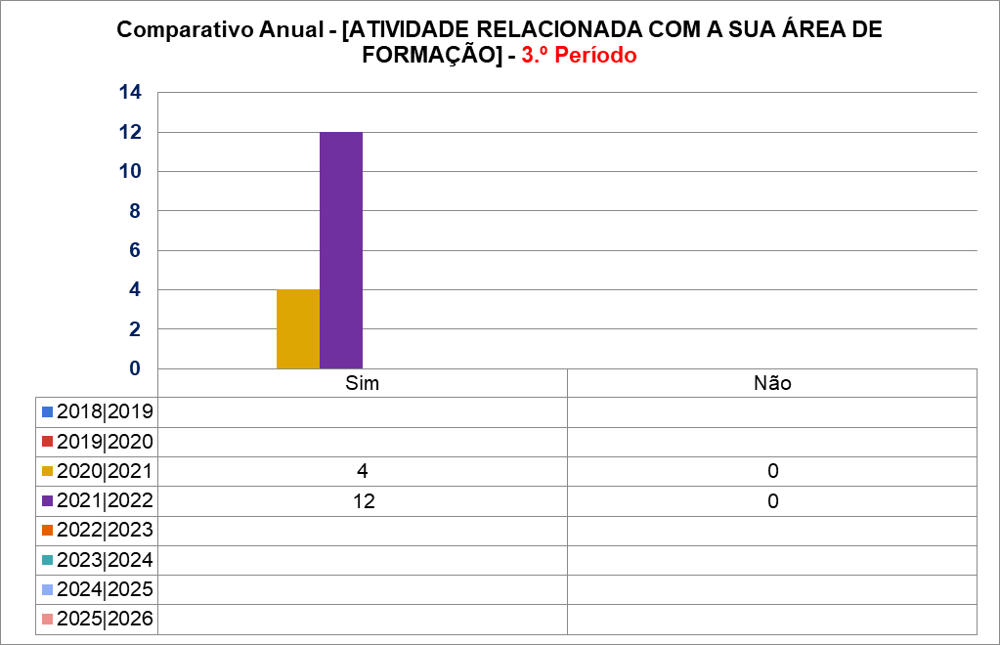 Comparativo Anual - [ATIVIDADE RELACIONADA COM A SUA ÁREA DE
FORMAÇÃO] - 3.º Período
14
12
10
8
6
4
2
0
Sim Não
2018|2019
2019|2020
2020|2021 4 0
2021|2022 12 0
2022|2023
2023|2024
2024|2025
2025|2026